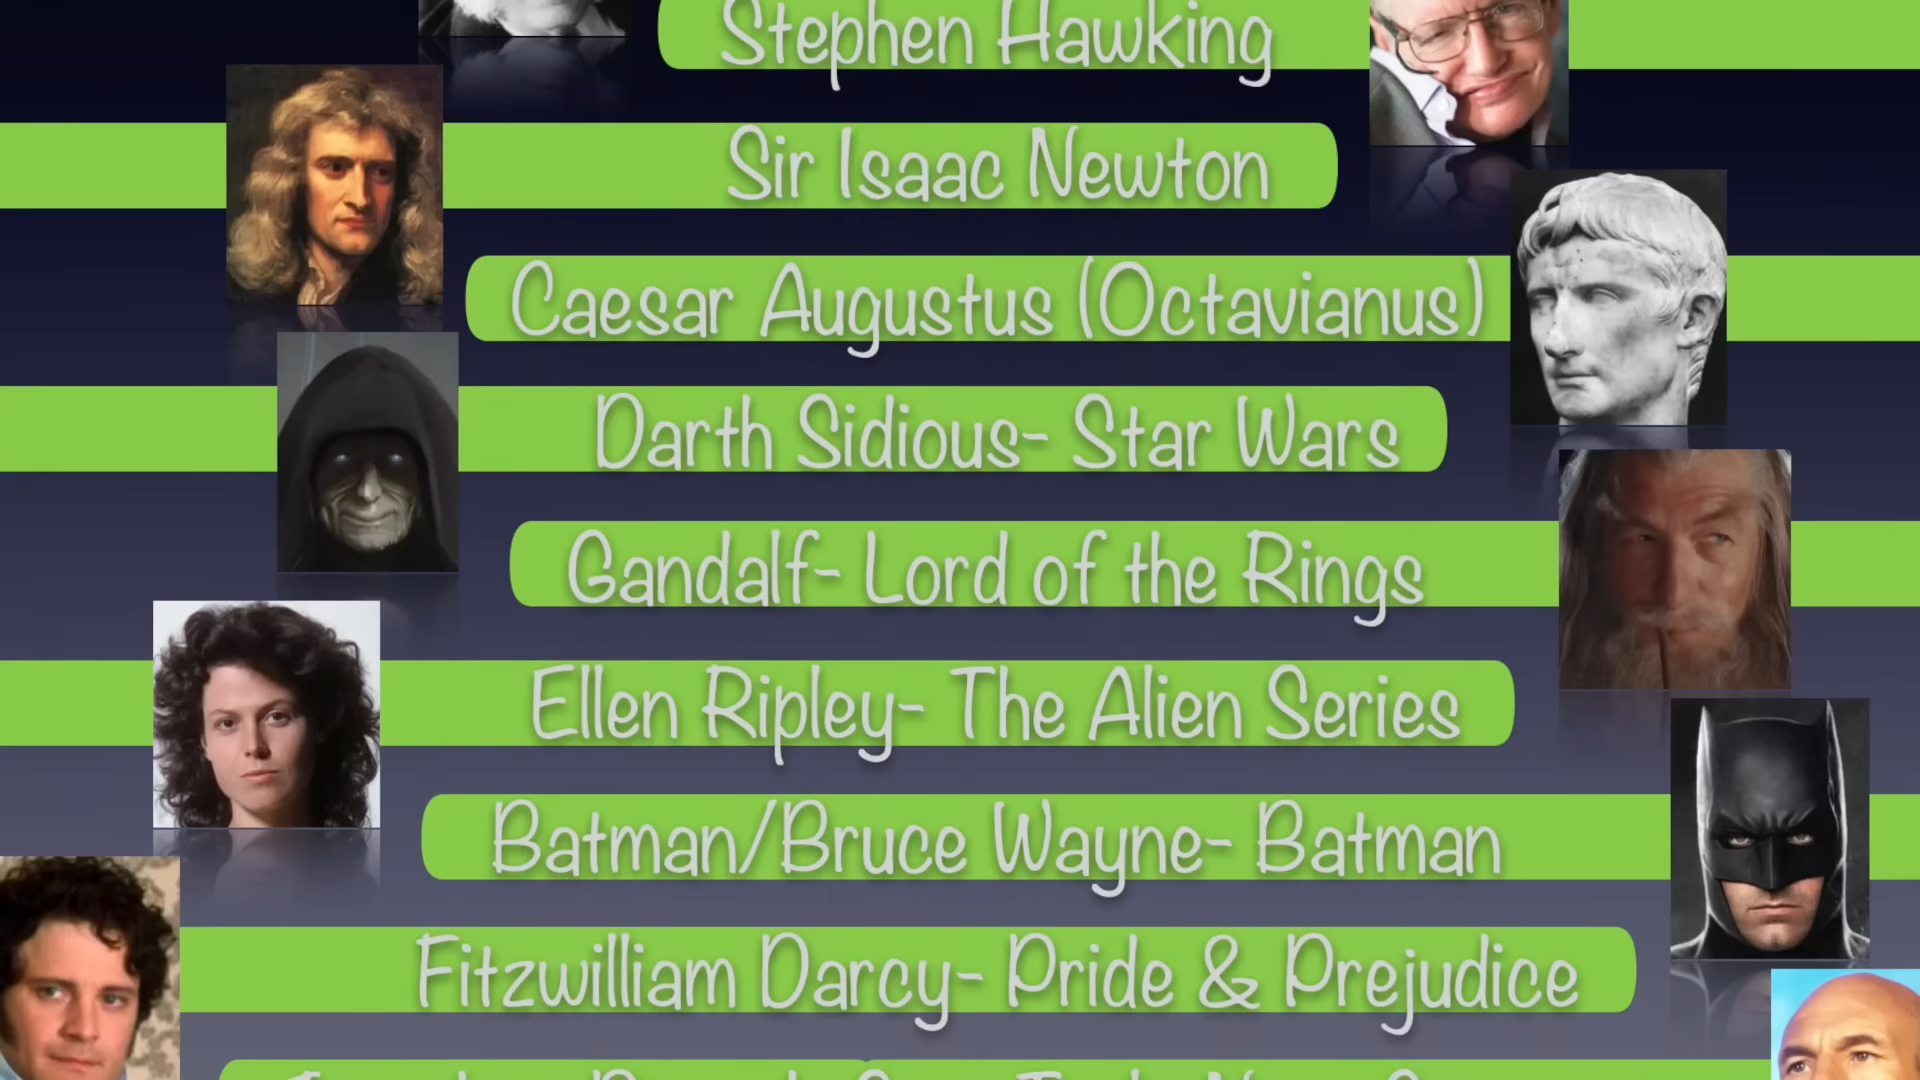 Stephen Hawking
Sir Isaac Newton
Caesar Augustus (Octavianus)
Darth Sidious- Star Wars
Gandalf- Lord of the Rings
Ellen Ripley- The Alien Series
Batman/Bruce Wayne- Batman
Fitzwilliam Darcy- Pride & Prejudice